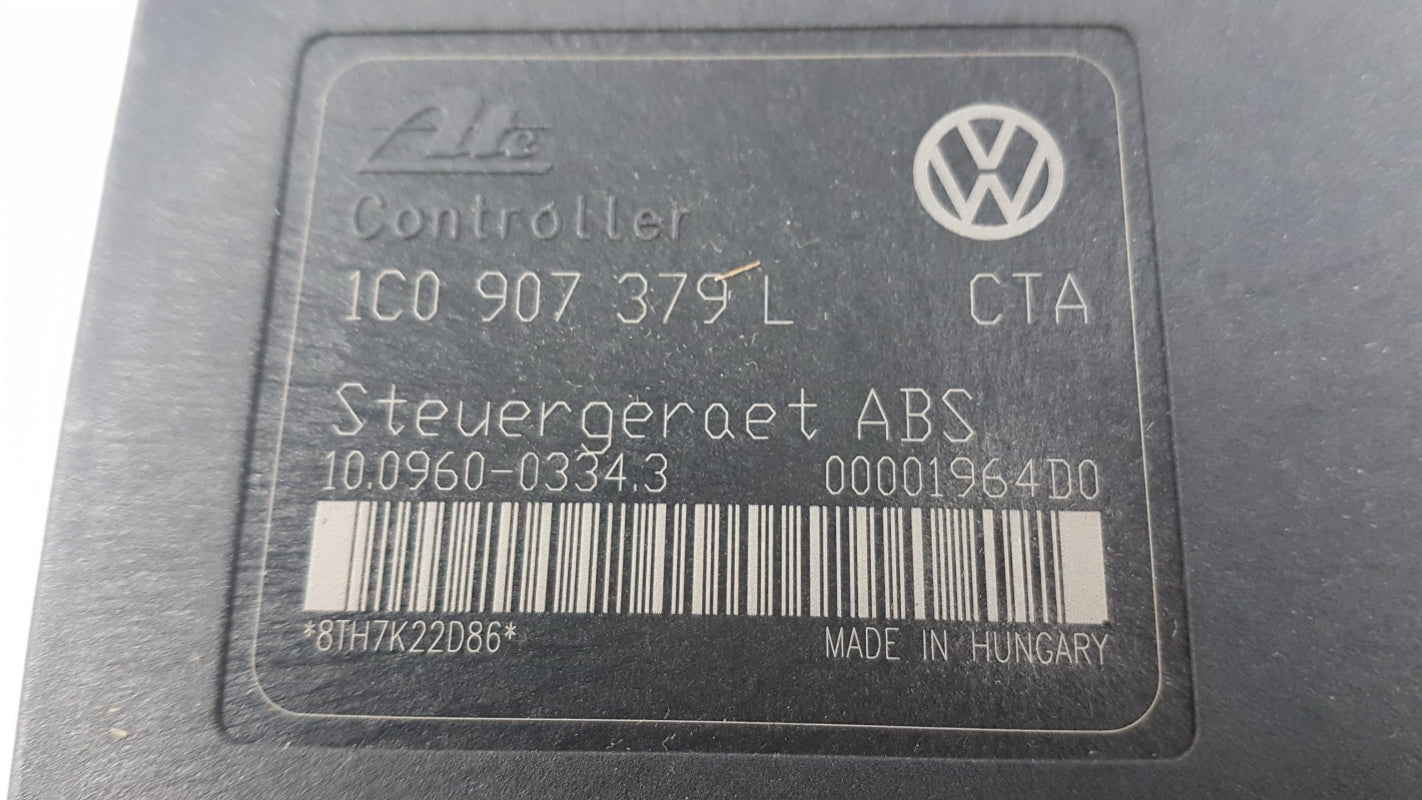 Ate
Controller
1C0 907 379 L CTA
Steuergeraet ABS
10.0960-0334.3 00001964D0
*8TH7K22D86* MADE IN HUNGARY